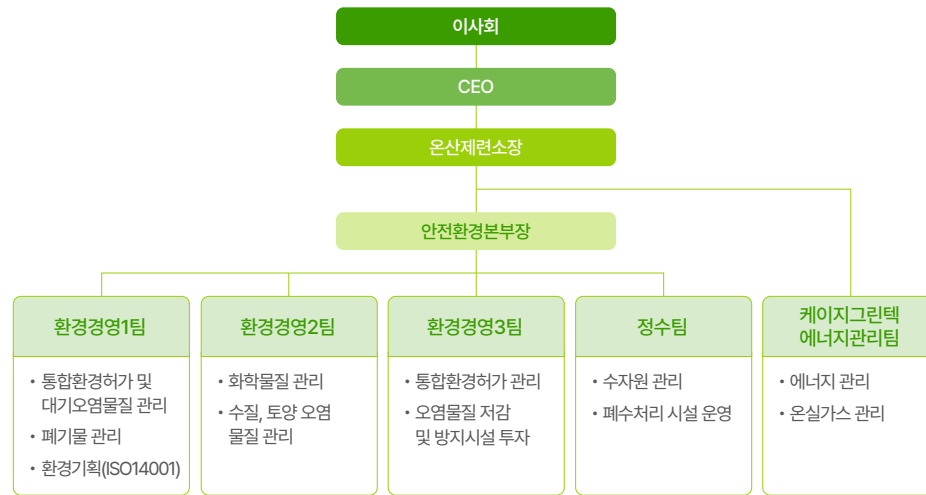 이사회
CEO
온산제련소장
안전환경본부장
환경경영1팀
• 통합환경허가 및
대기오염물질 관리
• 폐기물 관리
• 환경기획(ISO14001)
환경경영2팀
• 화학물질 관리
• 수질, 토양 오염
물질 관리
환경경영3팀
• 통합환경허가 관리
• 오염물질 저감
및 방지시설 투자
정수팀
• 수자원 관리
• 폐수처리 시설 운영
케이지그린텍
에너지관리팀
• 에너지 관리
• 온실가스 관리